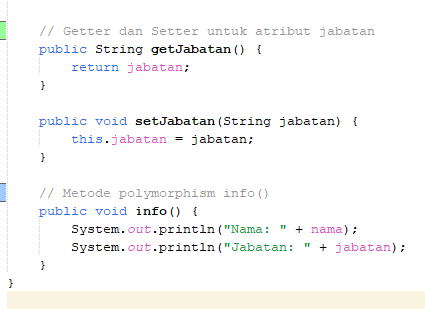 // Getter dan Setter untuk atribut jabatan
public String getJabatan() {
return jabatan;
}
public void setJabatan(String jabatan) {
this.jabatan = jabatan;
}
// Metode polymorphism info()
public void info() {
System.out.println("Nama: " + nama);
System.out.println("Jabatan: " + jabatan);
}
}